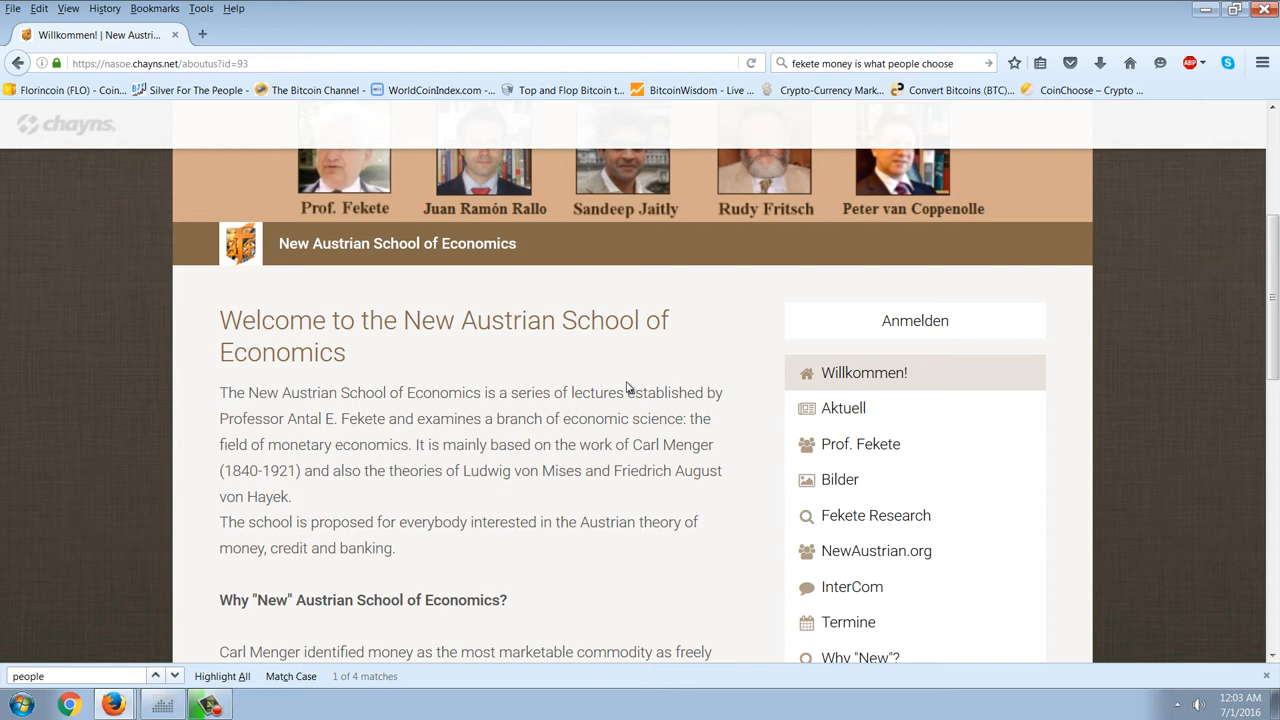 File Edit View History Bookmarks Tools Help
Willkommen! | New Austri...
https://nasoe.chayns.net/aboutus?id=93
fekete money is what people choose
ABP
Florincoin (FLO) - Coin...
Silver For The People -
The Bitcoin Channel -
WorldCoinIndex.com -...
Top and Flop Bitcoin t...
BitcoinWisdom - Live ...
Crypto-Currency Mark...
Convert Bitcoins (BTC)...
CoinChoose – Crypto ...
chayns.
Prof. Fekete
Juan Ramón Rallo
Sandeep Jaitly
Rudy Fritsch
Peter van Coppenolle
New Austrian School of Economics
Welcome to the New Austrian School of
Economics
The New Austrian School of Economics is a series of lectures established by
Professor Antal E. Fekete and examines a branch of economic science: the
field of monetary economics. It is mainly based on the work of Carl Menger
(1840-1921) and also the theories of Ludwig von Mises and Friedrich August
von Hayek.
The school is proposed for everybody interested in the Austrian theory of
money, credit and banking.
Why "New" Austrian School of Economics?
Carl Menger identified money as the most marketable commodity as freely
Anmelden
Willkommen!
Aktuell
Prof. Fekete
Bilder
Fekete Research
NewAustrian.org
InterCom
Termine
Why "New"?
people
Highlight All
Match Case
1 of 4 matches
12:03 AM
7/1/2016